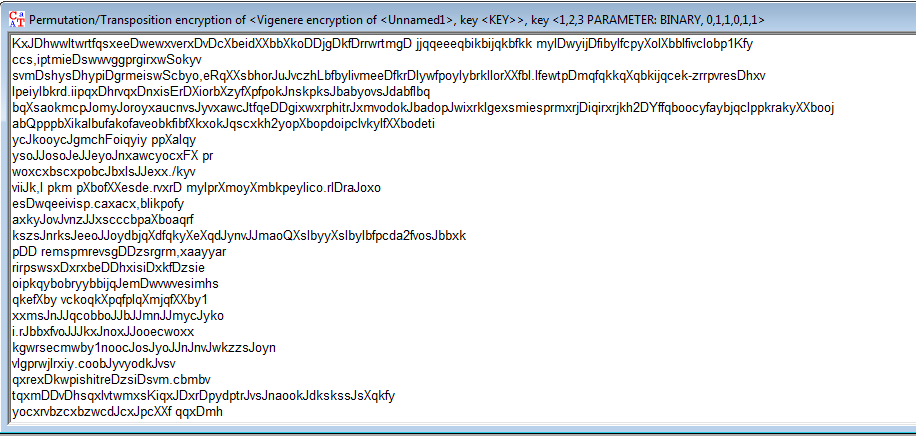 Permutation/Transposition encryption of <Vigenere encryption of <Unnamed1>, key <KEY>>, key <1,2,3 PARAMETER: BINARY, 0,1,1,0,1,1>
KxJDhwwltwrtfqsxeeDwewxverxDvDcXbeidXXbbXkoDDjgDkfDrrwrtmgD jjqqeeeqbikbijqkbfkk mylDwyijDfibylfcpyXolXbblfivclobp1Kfy
ccs,iptmieDswwvggprgirxwSokyv
svmDshysDhypiDgrmeiswScbyo,eRqXXsbhorJuJvczhLbfbylivmeeDfkrDlywfpoylybrkllorXXfbl.lfewtpDmqfqkkqXqbkijqcek-zrrpvresDhxv
lpeiylbkrd.iipqxDhrvqxDnxisErDXiorbXzyfXpfpokJnskpksJbabyovsJdabflbq
bqXsaokmcpJomyJoroyxaucnvsJyvxawcJtfqeDDgixwxrphitrJxmvodokJbadopJwixrklgexsmiesprmxrjDiqirxrjkh2DYffqboocyfaybjqclppkrakyXXbooj
abQpppbXikalbufakofaveobkfibfXkxokJqscxkh2yopXbopdoipclvkylfXXbodeti
ycJkooycJgmchFoiqyiy ppXalqy
ysoJJosoJeJJeyoJnxawcyocxFX pr
woxcxbscxpobcJbxlsJJexx./kyv
viiJk,l pkm pXbofXXesde.rvxrD mylprXmoyXmbkpeylico.rlDraJoxo
esDwqeeivisp.caxacx,blikpofy
axkyJovJvnzJJxscccbpaXboaqrf
kszsJnrksJeeoJJoydbjqXdfqkyXeXqdJynvJJmaoQXslbyyXslbylbfpcda2fvosJbbxk
pDD remspmrevsgDDzsrgrm,xaayyar
rirpswsxDxrxbeDDhxisiDxkfDzsie
oipkqybobryybbijqJemDwvwvesimhs
qkefXby vckoqkXpqfplqXmjqfXXby1
xxmsJnJJqcobboJJbJJmnJJmycJyko
i.rJbbxfvoJJJkxJnoxJJooecwoxx
kgwrsecmwby1noocJosJyoJJnJnvJwkzzsJoyn
vlgprwjlrxiy.coobJyvyodkJvsv
qxrexDkwpishitreDzsiDsvm.cbmbv
tqxmDDvDhsqxlvtwmxsKiqxJDxrDpydptrJvsJnaookJdkskssJsXqkfy
yocxrvbzcxbzwcdJcxJpcXXf qqxDmh